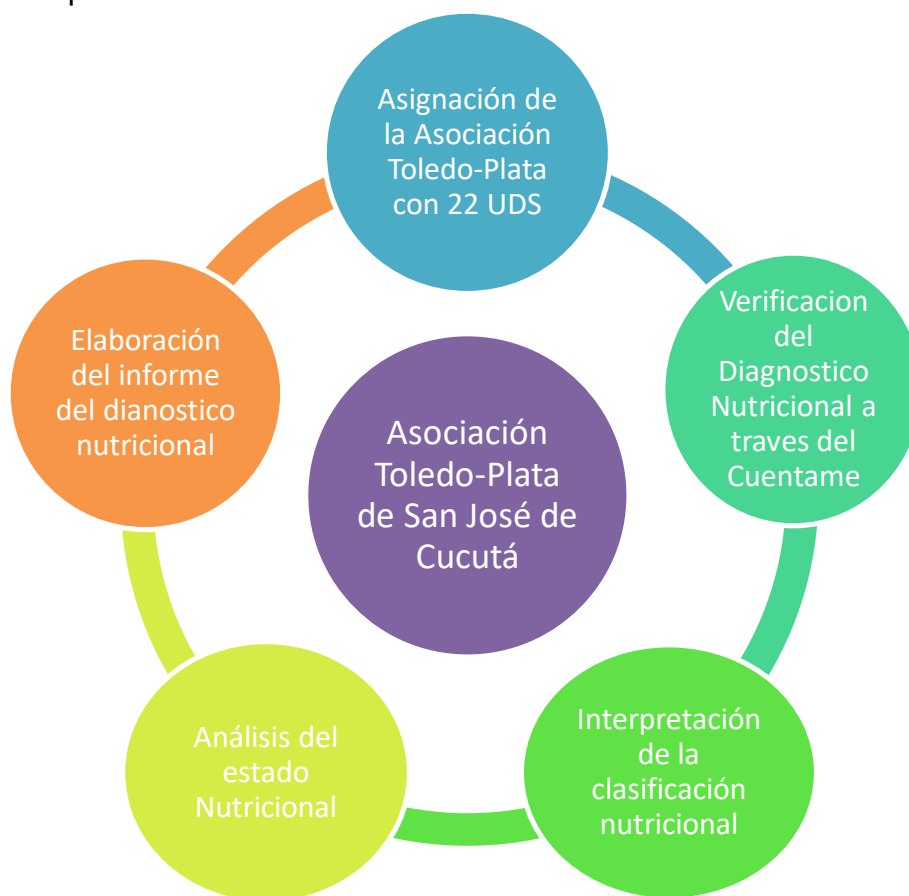 Asignación de
la Asociación
Toledo-Plata
con 22 UDS
Verificacion
del
Diagnostico
Nutricional a
traves del
Cuentame
Interpretación
de la
clasificación
nutricional
Análisis del
estado
Nutricional
Elaboración
del informe
del dianostico
nutricional
Asociación
Toledo-Plata
de San José de
Cucutá